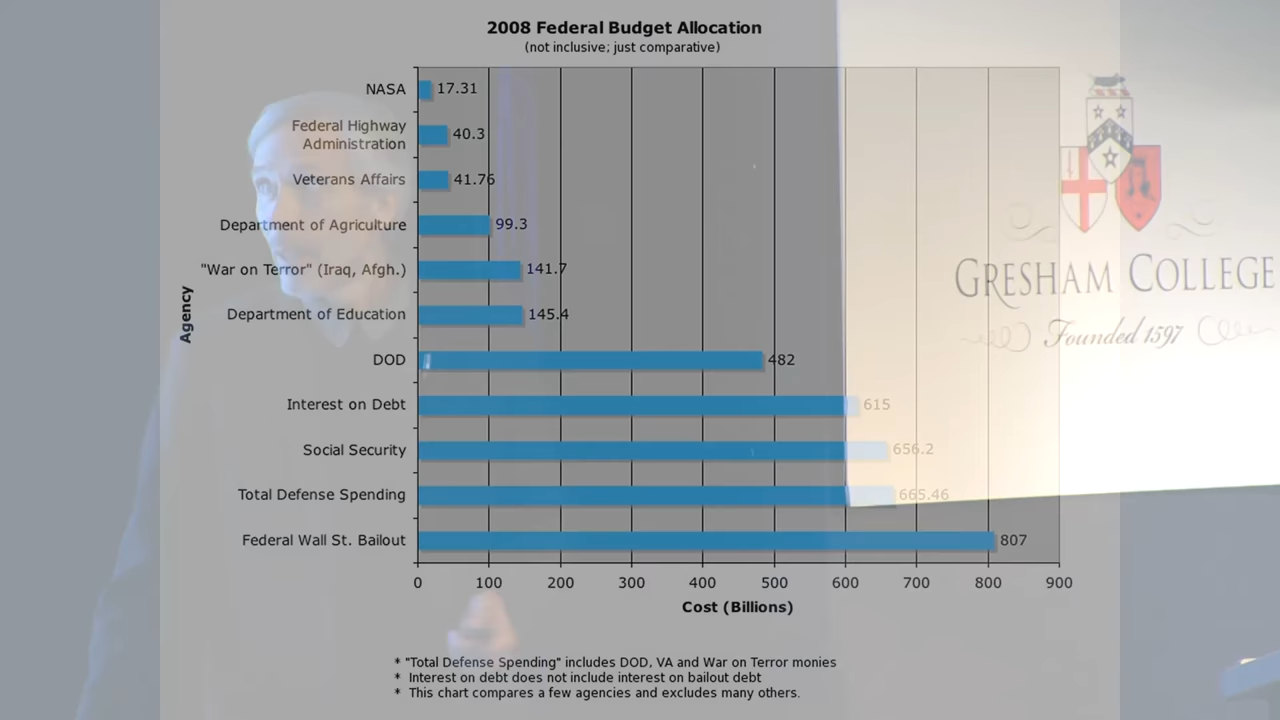 2008 Federal Budget Allocation
(not inclusive; just comparative)
Agency
NASA 17.31
Federal Highway
Administration 40.3
Veterans Affairs 41.76
Department of Agriculture 99.3
"War on Terror" (Iraq, Afgh.) 141.7
Department of Education 145.4
DOD 482
Interest on Debt 615
Social Security 656.2
Total Defense Spending 665.46
Federal Wall St. Bailout 807
0 100 200 300 400 500 600 700 800 900
Cost (Billions)
* "Total Defense Spending" includes DOD, VA and War on Terror monies
* Interest on debt does not include interest on bailout debt
* This chart compares a few agencies and excludes many others.
GRESHAM COLLEGE
Founded 1597